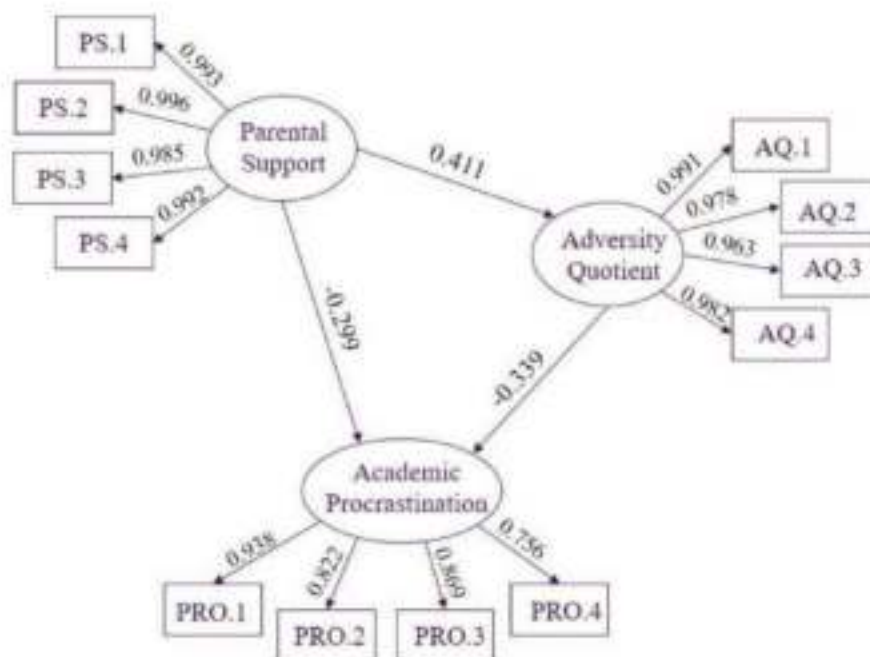 PS.1
0.993
PS.2
0.996
PS.3
0.985
PS.4
0.992
Parental
Support
0.411
AQ.1
0.991
AQ.2
0.978
AQ.3
0.963
AQ.4
0.982
Adversity
Quotient
-0.299
-0.339
Academic
Procrastination
0.938
0.822
0.869
0.756
PRO.1
PRO.2
PRO.3
PRO.4